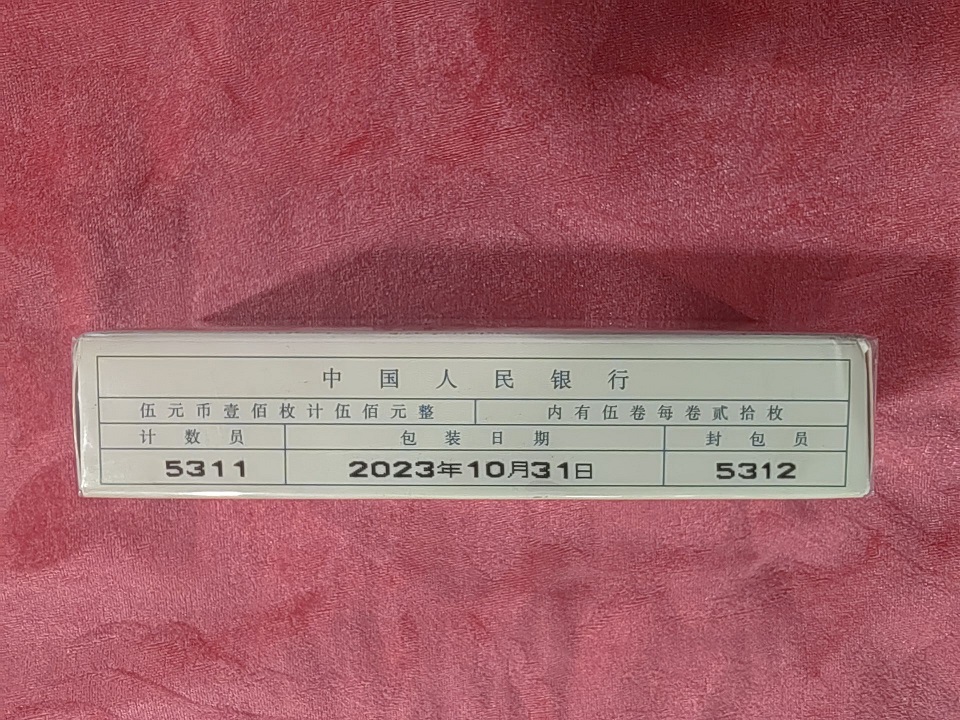 中国人民银行
伍元币壹佰枚计伍佰元整 内有伍卷每卷贰拾枚
计数员 包装日期 封包员
5311 2023年10月31日 5312